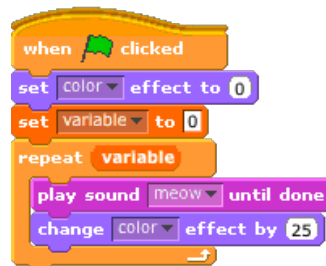 when clicked
set color effect to 0
set variable to 0
repeat variable
play sound meow until done
change color effect by 25